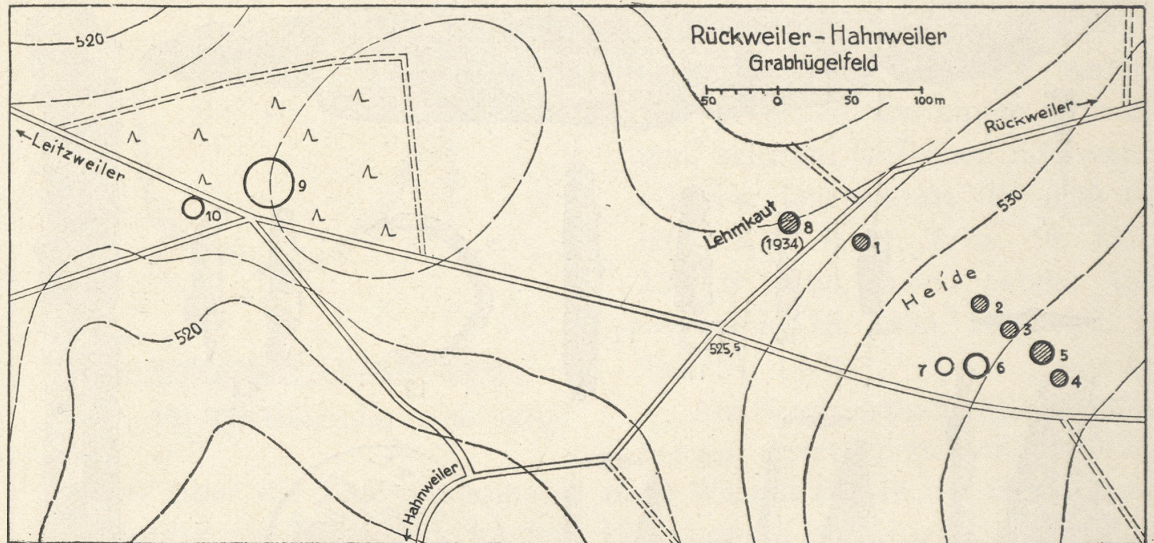 Rückweiler-Hahnweiler
Grabhügelfeld
50 0 50 100m
520
←Leitzweiler
9
10
Rückweiler→
530
Lehmkaut
8
(1934)
1
Heide
2
3
5
4
6
7
520
525,5
←Hahnweiler